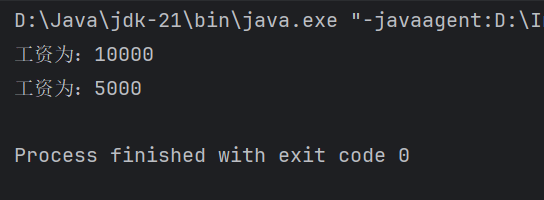 D:\Java\jdk-21\bin\java.exe "-javaagent:D:\I
工资为：10000
工资为：5000
Process finished with exit code 0